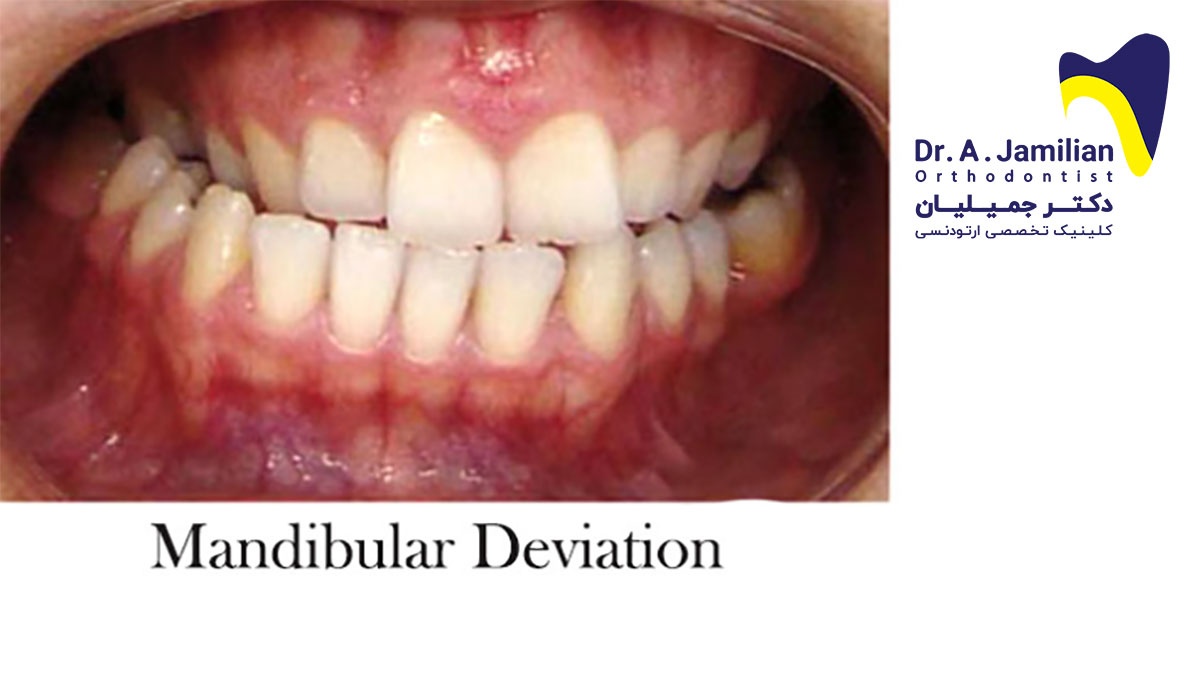 Dr. A. Jamilian
Orthodontist
دکتر جمیلیان
کلینیک تخصصی ارتودنسی
Mandibular Deviation